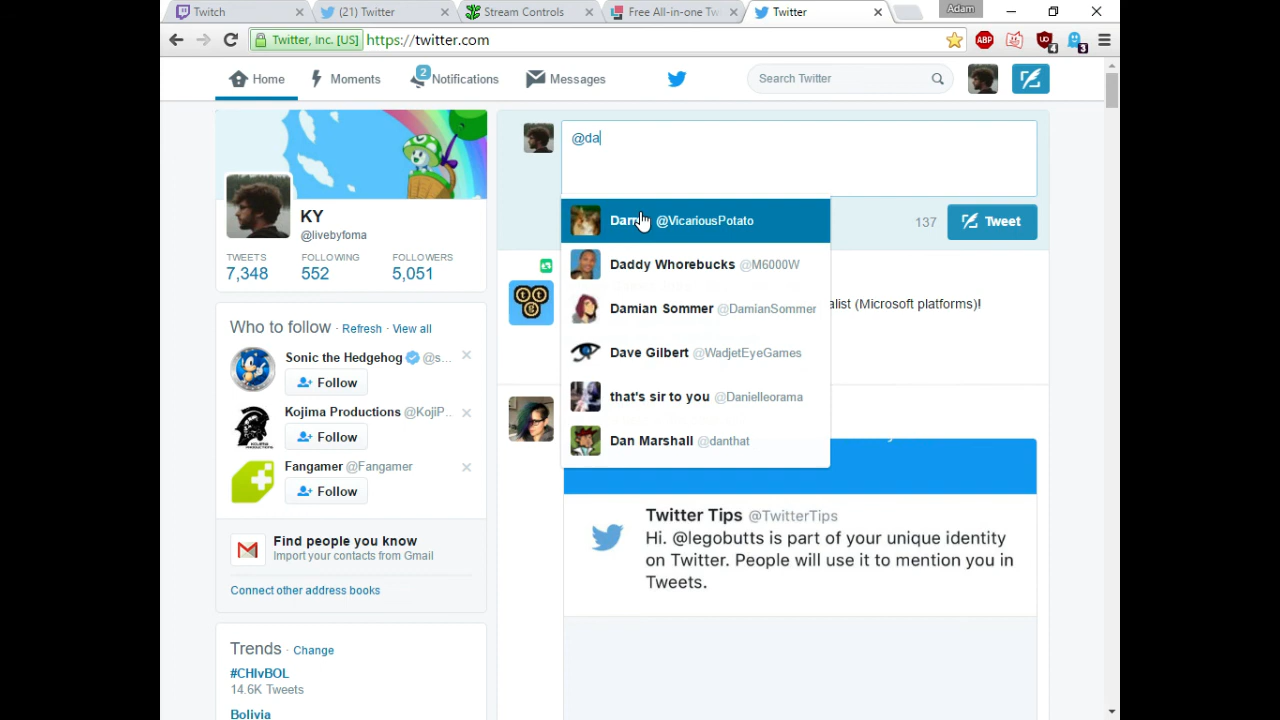 Twitch
(21) Twitter
Stream Controls
Free All-in-one Tw
Twitter
Adam
Twitter, Inc. [US]
https://twitter.com
ABP
4
3
Home
Moments
2
Notifications
Messages
Search Twitter
@da
KY
@livebyfoma
TWEETS
FOLLOWING
FOLLOWERS
7,348
552
5,051
@VicariousPotato
137
Tweet
Daddy Whorebucks @M6000W
Damian Sommer @DamianSommer
alist (Microsoft platforms)!
Dave Gilbert @WadjetEyeGames
that's sir to you @Danielleorama
Dan Marshall @danthat
Who to follow · Refresh · View all
Sonic the Hedgehog @s...
Follow
Kojima Productions @KojiP..
Follow
Fangamer @Fangamer
Follow
Find people you know
Import your contacts from Gmail
Connect other address books
Trends · Change
#CHIvBOL
14.6K Tweets
Bolivia
Twitter Tips @TwitterTips
Hi. @legobutts is part of your unique identity
on Twitter. People will use it to mention you in
Tweets.